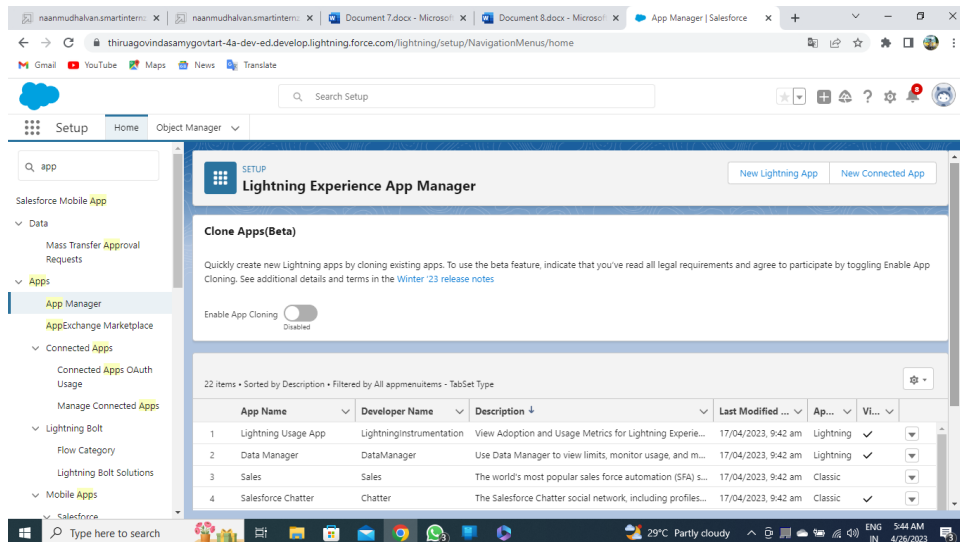 naanmudhalvan.smartintern:
naanmudhalvan.smartinternz
Document 7.docx - Microsof
Document 8.docx - Microsof
App Manager | Salesforce
thiruagovindasamygovtart-4a-dev-ed.develop.lightning.force.com/lightning/setup/NavigationMenus/home
Gmail YouTube Maps News Translate
Search Setup
8
Setup Home Object Manager
app
Salesforce Mobile App
Data
Mass Transfer Approval
Requests
Apps
App Manager
AppExchange Marketplace
Connected Apps
Connected Apps OAuth
Usage
Manage Connected Apps
Lightning Bolt
Flow Category
Lightning Bolt Solutions
Mobile Apps
Salesforce
SETUP
Lightning Experience App Manager
New Lightning App New Connected App
Clone Apps(Beta)
Quickly create new Lightning apps by cloning existing apps. To use the beta feature, indicate that you've read all legal requirements and agree to participate by toggling Enable App
Cloning. See additional details and terms in the Winter '23 release notes
Enable App Cloning
Disabled
22 items • Sorted by Description • Filtered by All appmenuitems - TabSet Type
App Name Developer Name Description Last Modified ... Ap... Vi...
1 Lightning Usage App LightningInstrumentation View Adoption and Usage Metrics for Lightning Experie... 17/04/2023, 9:42 am Lightning
2 Data Manager DataManager Use Data Manager to view limits, monitor usage, and m... 17/04/2023, 9:42 am Lightning
3 Sales Sales The world's most popular sales force automation (SFA) s... 17/04/2023, 9:42 am Classic
4 Salesforce Chatter Chatter The Salesforce Chatter social network, including profiles... 17/04/2023, 9:42 am Classic
Type here to search
29°C Partly cloudy
ENG
IN
5:44 AM
4/26/2023